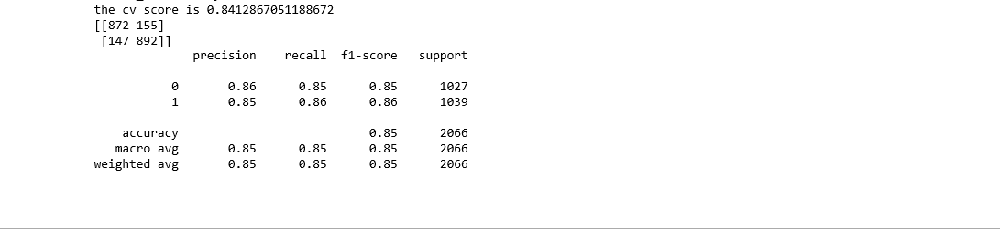 the cv score is 0.8412867051188672
[[872 155]
 [147 892]]
              precision    recall  f1-score   support

           0       0.86      0.85      0.85      1027
           1       0.85      0.86      0.86      1039

    accuracy                           0.85      2066
   macro avg       0.85      0.85      0.85      2066
weighted avg       0.85      0.85      0.85      2066